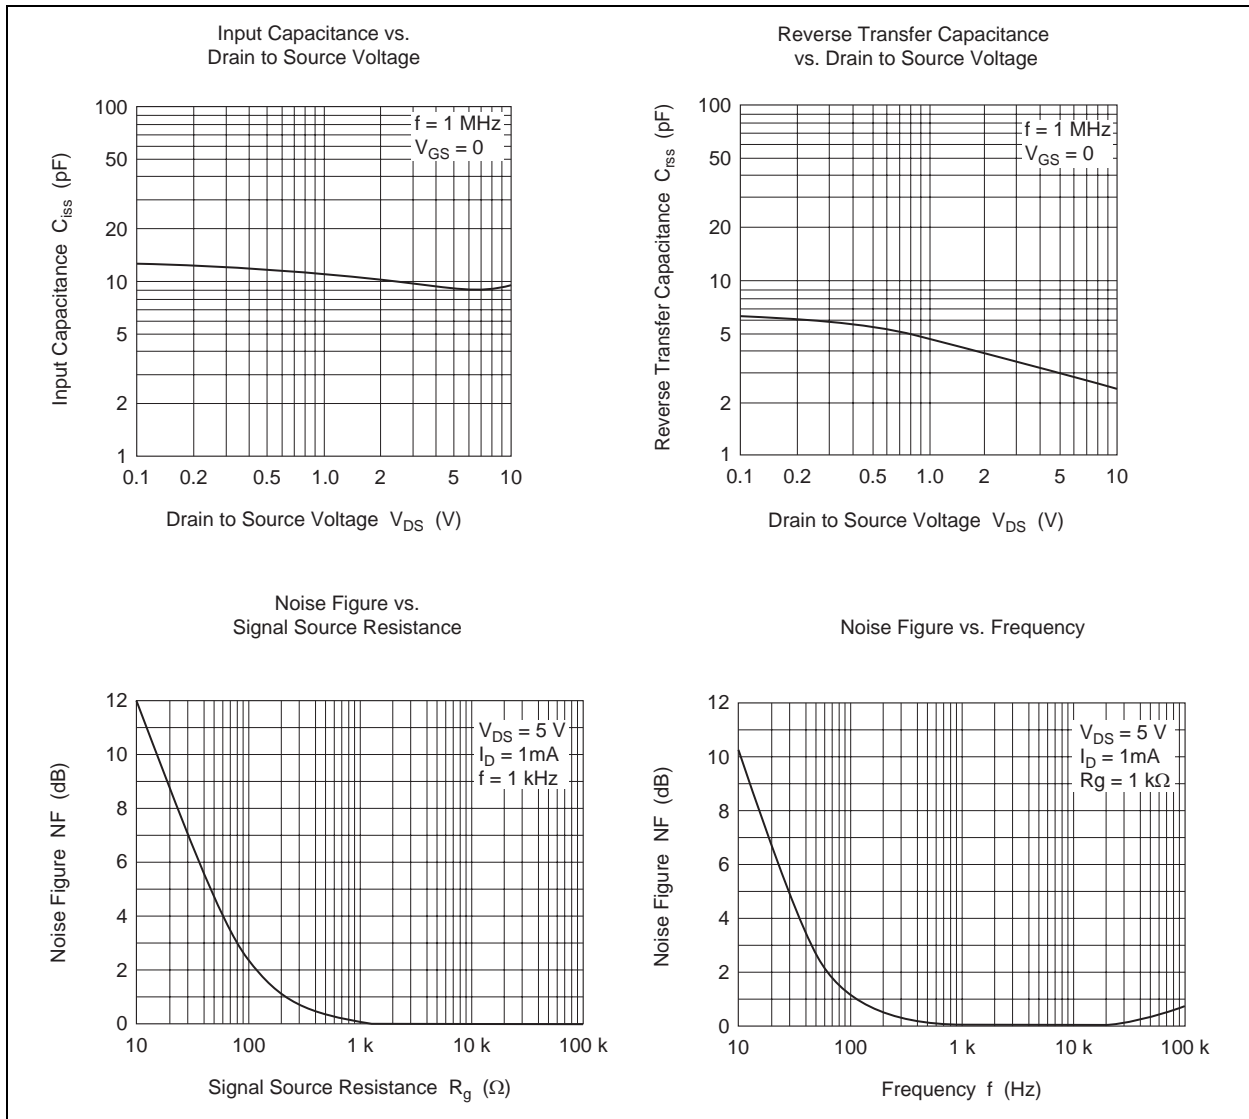 Input Capacitance vs.
Drain to Source Voltage
100
50
20
10
5
2
1
Input Capacitance Ciss (pF)
f = 1 MHz
VGS = 0
0.1 0.2 0.5 1.0 2 5 10
Drain to Source Voltage VDS (V)
Reverse Transfer Capacitance
vs. Drain to Source Voltage
100
50
20
10
5
2
1
Reverse Transfer Capacitance Crss (pF)
f = 1 MHz
VGS = 0
0.1 0.2 0.5 1.0 2 5 10
Drain to Source Voltage VDS (V)
Noise Figure vs.
Signal Source Resistance
12
10
8
6
4
2
0
Noise Figure NF (dB)
VDS = 5 V
ID = 1mA
f = 1 kHz
10 100 1 k 10 k 100 k
Signal Source Resistance Rg (Ω)
Noise Figure vs. Frequency
12
10
8
6
4
2
0
Noise Figure NF (dB)
VDS = 5 V
ID = 1mA
Rg = 1 kΩ
10 100 1 k 10 k 100 k
Frequency f (Hz)